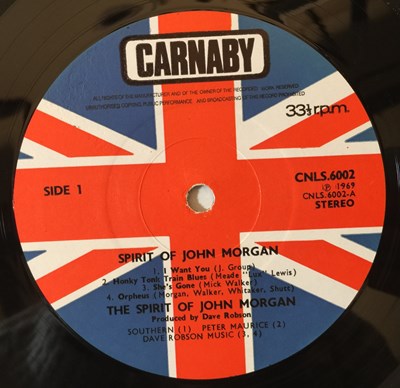 CARNABY
ALL RIGHTS OF THE MANUFACTURER AND OF THE OWNER OF THE RECORDED WORK RESERVED
UNAUTHORISED COPYING, PUBLIC PERFORMANCE, AND BROADCASTING OF THIS RECORD PROHIBITED
33⅓ r.p.m.
SIDE 1
CNLS.6002
Ⓟ 1969
CNLS.6002-A
STEREO
SPIRIT OF JOHN MORGAN
1. I Want You (J. Group)
2. Honky Tonk Train Blues (Meade "Lux" Lewis)
3. She's Gone (Mick Walker)
4. Orpheus (Morgan, Walker, Whitaker, Shutt)
THE SPIRIT OF JOHN MORGAN
Produced by Dave Robson
SOUTHERN (1) PETER MAURICE (2)
DAVE ROBSON MUSIC (3, 4)